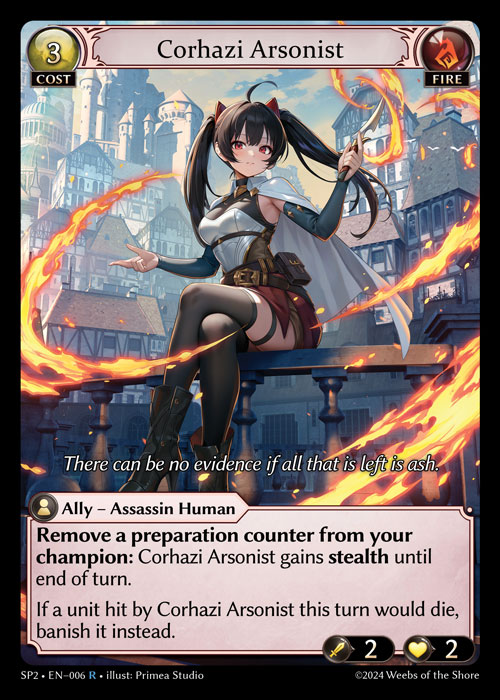 3
Corhazi Arsonist
COST
FIRE
There can be no evidence if all that is left is ash.
Ally – Assassin Human
Remove a preparation counter from your
champion: Corhazi Arsonist gains stealth until
end of turn.
If a unit hit by Corhazi Arsonist this turn would die,
banish it instead.
2
2
SP2 • EN–006 R • illust: Primea Studio
©2024 Weebs of the Shore